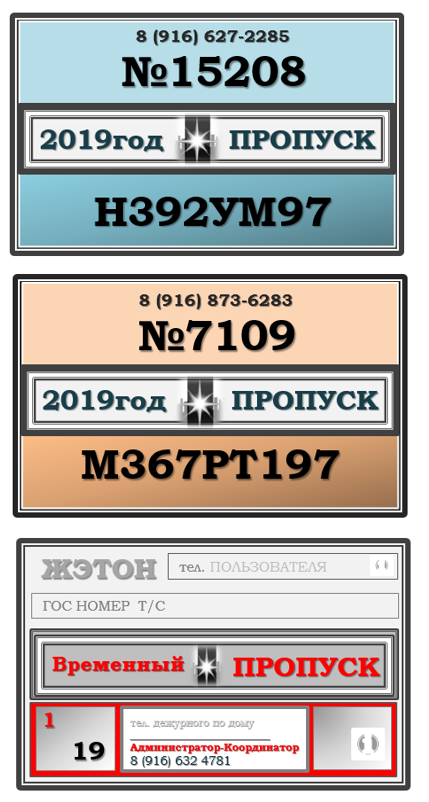 8 (916) 627-2285
№15208
2019год ПРОПУСК
Н392УМ97
8 (916) 873-6283
№7109
2019год ПРОПУСК
М367РТ197
ЖЭТОН тел. ПОЛЬЗОВАТЕЛЯ
ГОС НОМЕР Т/С
Временный ПРОПУСК
1
тел. дежурного по дому
19
Администратор-Координатор
8 (916) 632 4781